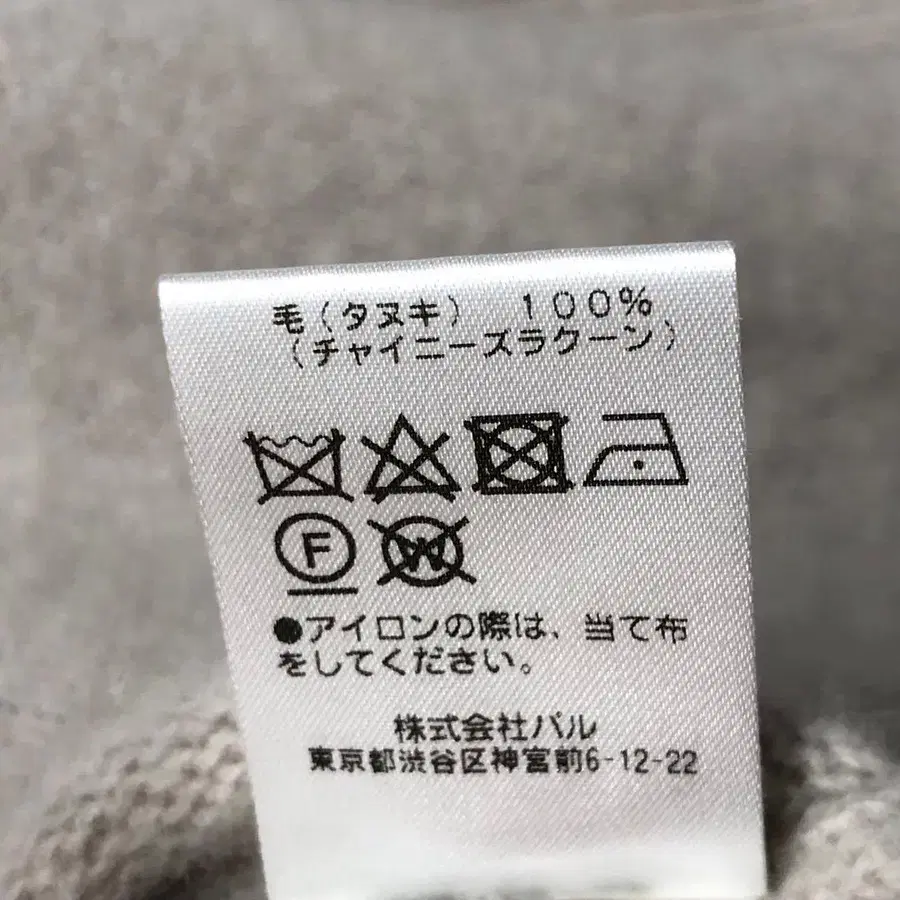 毛（タヌキ）　１００％
（チャイニーズラクーン）
F W
●アイロンの際は、当て布
をしてください。
株式会社パル
東京都渋谷区神宮前6-12-22